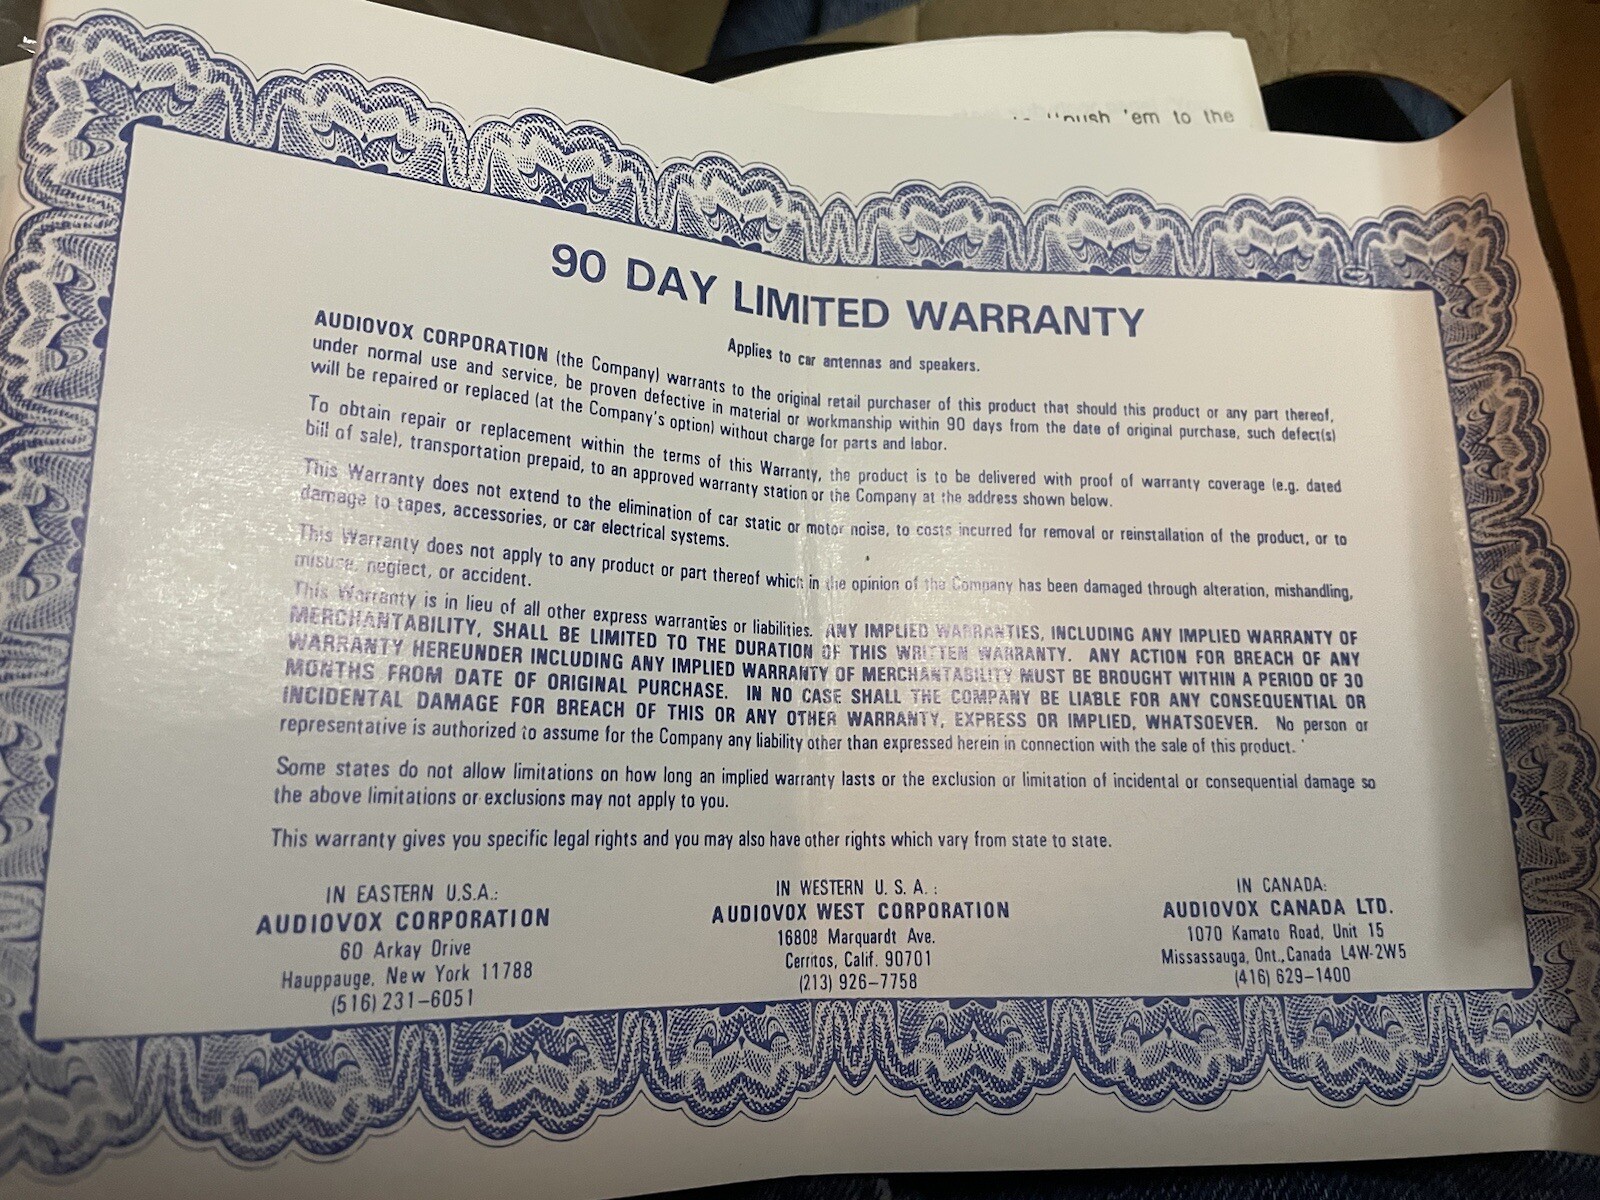 'em to the
90 DAY LIMITED WARRANTY
Applies to car antennas and speakers.
AUDIOVOX CORPORATION (the Company) warrants to the original retail purchaser of this product that should this product or any part thereof,
under normal use and service, be proven defective in material or workmanship within 90 days from the date of original purchase, such defect(s)
will be repaired or replaced (at the Company's option) without charge for parts and labor.
To obtain repair or replacement within the terms of this Warranty, the product is to be delivered with proof of warranty coverage (e.g. dated
bill of sale), transportation prepaid, to an approved warranty station or the Company at the address shown below.
This Warranty does not extend to the elimination of car static or motor noise, to costs incurred for removal or reinstallation of the product, or to
damage to tapes, accessories, or car electrical systems.
This Warranty does not apply to any product or part thereof which in the opinion of the Company has been damaged through alteration, mishandling,
misuse, neglect, or accident.
This Warranty is in lieu of all other express warranties or liabilities. ANY IMPLIED WARRANTIES, INCLUDING ANY IMPLIED WARRANTY OF
MERCHANTABILITY, SHALL BE LIMITED TO THE DURATION OF THIS WRITTEN WARRANTY. ANY ACTION FOR BREACH OF ANY
WARRANTY HEREUNDER INCLUDING ANY IMPLIED WARRANTY OF MERCHANTABILITY MUST BE BROUGHT WITHIN A PERIOD OF 30
MONTHS FROM DATE OF ORIGINAL PURCHASE. IN NO CASE SHALL THE COMPANY BE LIABLE FOR ANY CONSEQUENTIAL OR
INCIDENTAL DAMAGE FOR BREACH OF THIS OR ANY OTHER WARRANTY, EXPRESS OR IMPLIED, WHATSOEVER. No person or
representative is authorized to assume for the Company any liability other than expressed herein in connection with the sale of this product.
Some states do not allow limitations on how long an implied warranty lasts or the exclusion or limitation of incidental or consequential damage so
the above limitations or exclusions may not apply to you.
This warranty gives you specific legal rights and you may also have other rights which vary from state to state.
IN EASTERN U.S.A.:
AUDIOVOX CORPORATION
60 Arkay Drive
Hauppauge, New York 11788
(516) 231-6051
IN WESTERN U. S. A. :
AUDIOVOX WEST CORPORATION
16808 Marquardt Ave.
Cerritos, Calif. 90701
(213) 926-7758
IN CANADA:
AUDIOVOX CANADA LTD.
1070 Kamato Road, Unit 15
Missassauga, Ont., Canada L4W-2W5
(416) 629-1400